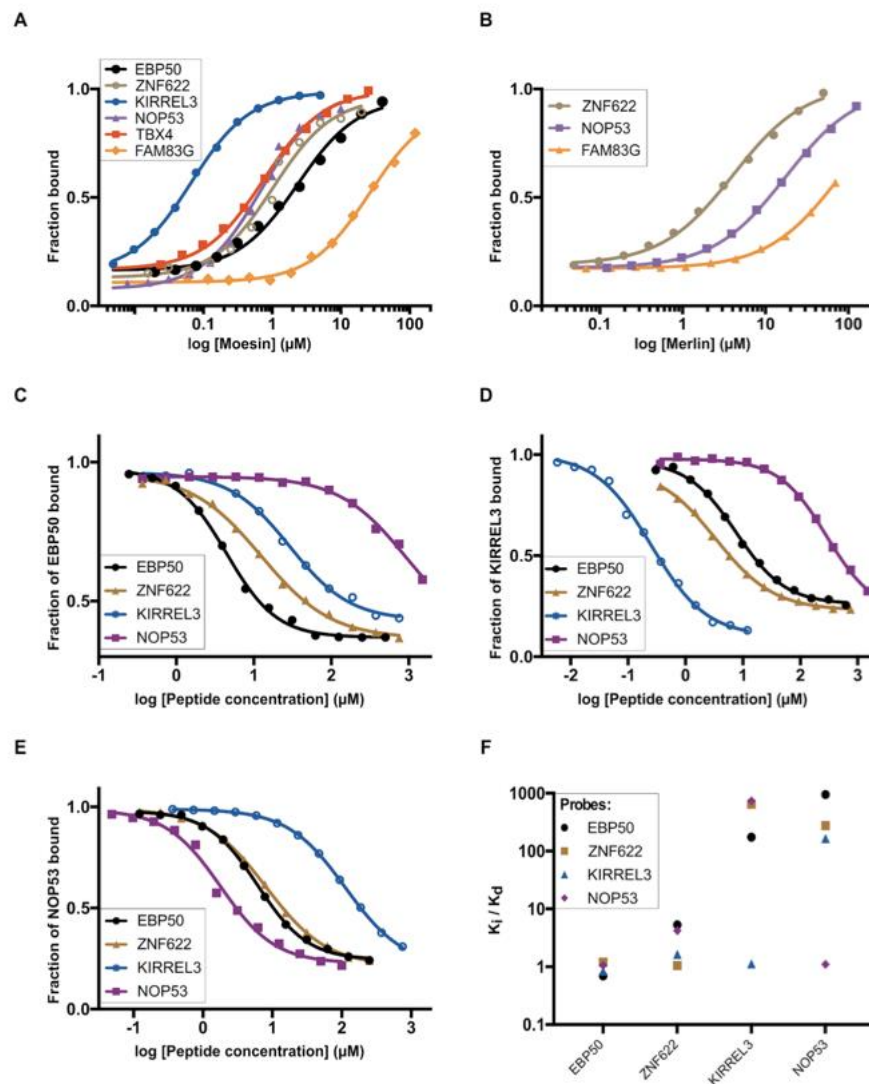 A
EBP50
ZNF622
KIRREL3
NOP53
TBX4
FAM83G
1.0
0.5
0.0
Fraction bound
0.1
1
10
100
log [Moesin] (µM)
B
ZNF622
NOP53
FAM83G
1.0
0.5
0.0
Fraction bound
0.1
1
10
100
log [Merlin] (µM)
C
1.0
0.5
Fraction of EBP50 bound
EBP50
ZNF622
KIRREL3
NOP53
-1
0
1
2
3
log [Peptide concentration] (µM)
D
1.0
0.5
0.0
Fraction of KIRREL3 bound
EBP50
ZNF622
KIRREL3
NOP53
-2
-1
0
1
2
3
log [Peptide concentration] (µM)
E
1.0
0.5
0.0
Fraction of NOP53 bound
EBP50
ZNF622
KIRREL3
NOP53
-1
0
1
2
3
log [Peptide concentration] (µM)
F
1000
100
10
1
0.1
Ki / Kd
Probes:
EBP50
ZNF622
KIRREL3
NOP53
EBP50
ZNF622
KIRREL3
NOP53